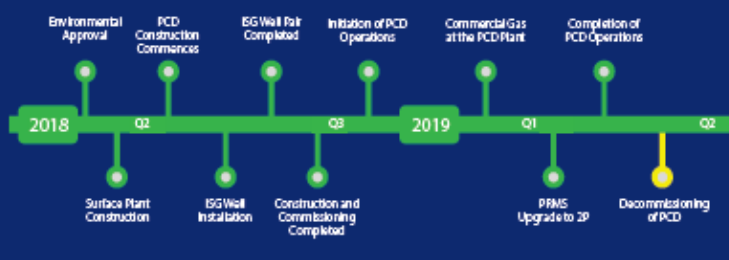 Environmental
Approval
PCD
Construction
Commences
ISG Well Pair
Completed
Initiation of PCD
Operations
Commercial Gas
at the PCD Plant
Completion of
PCD Operations
2018
Q2
Q3
2019
Q1
Q2
Surface Plant
Construction
ISG Well
Installation
Construction and
Commissioning
Completed
PRMS
Upgrade to 2P
Decommissioning
of PCD